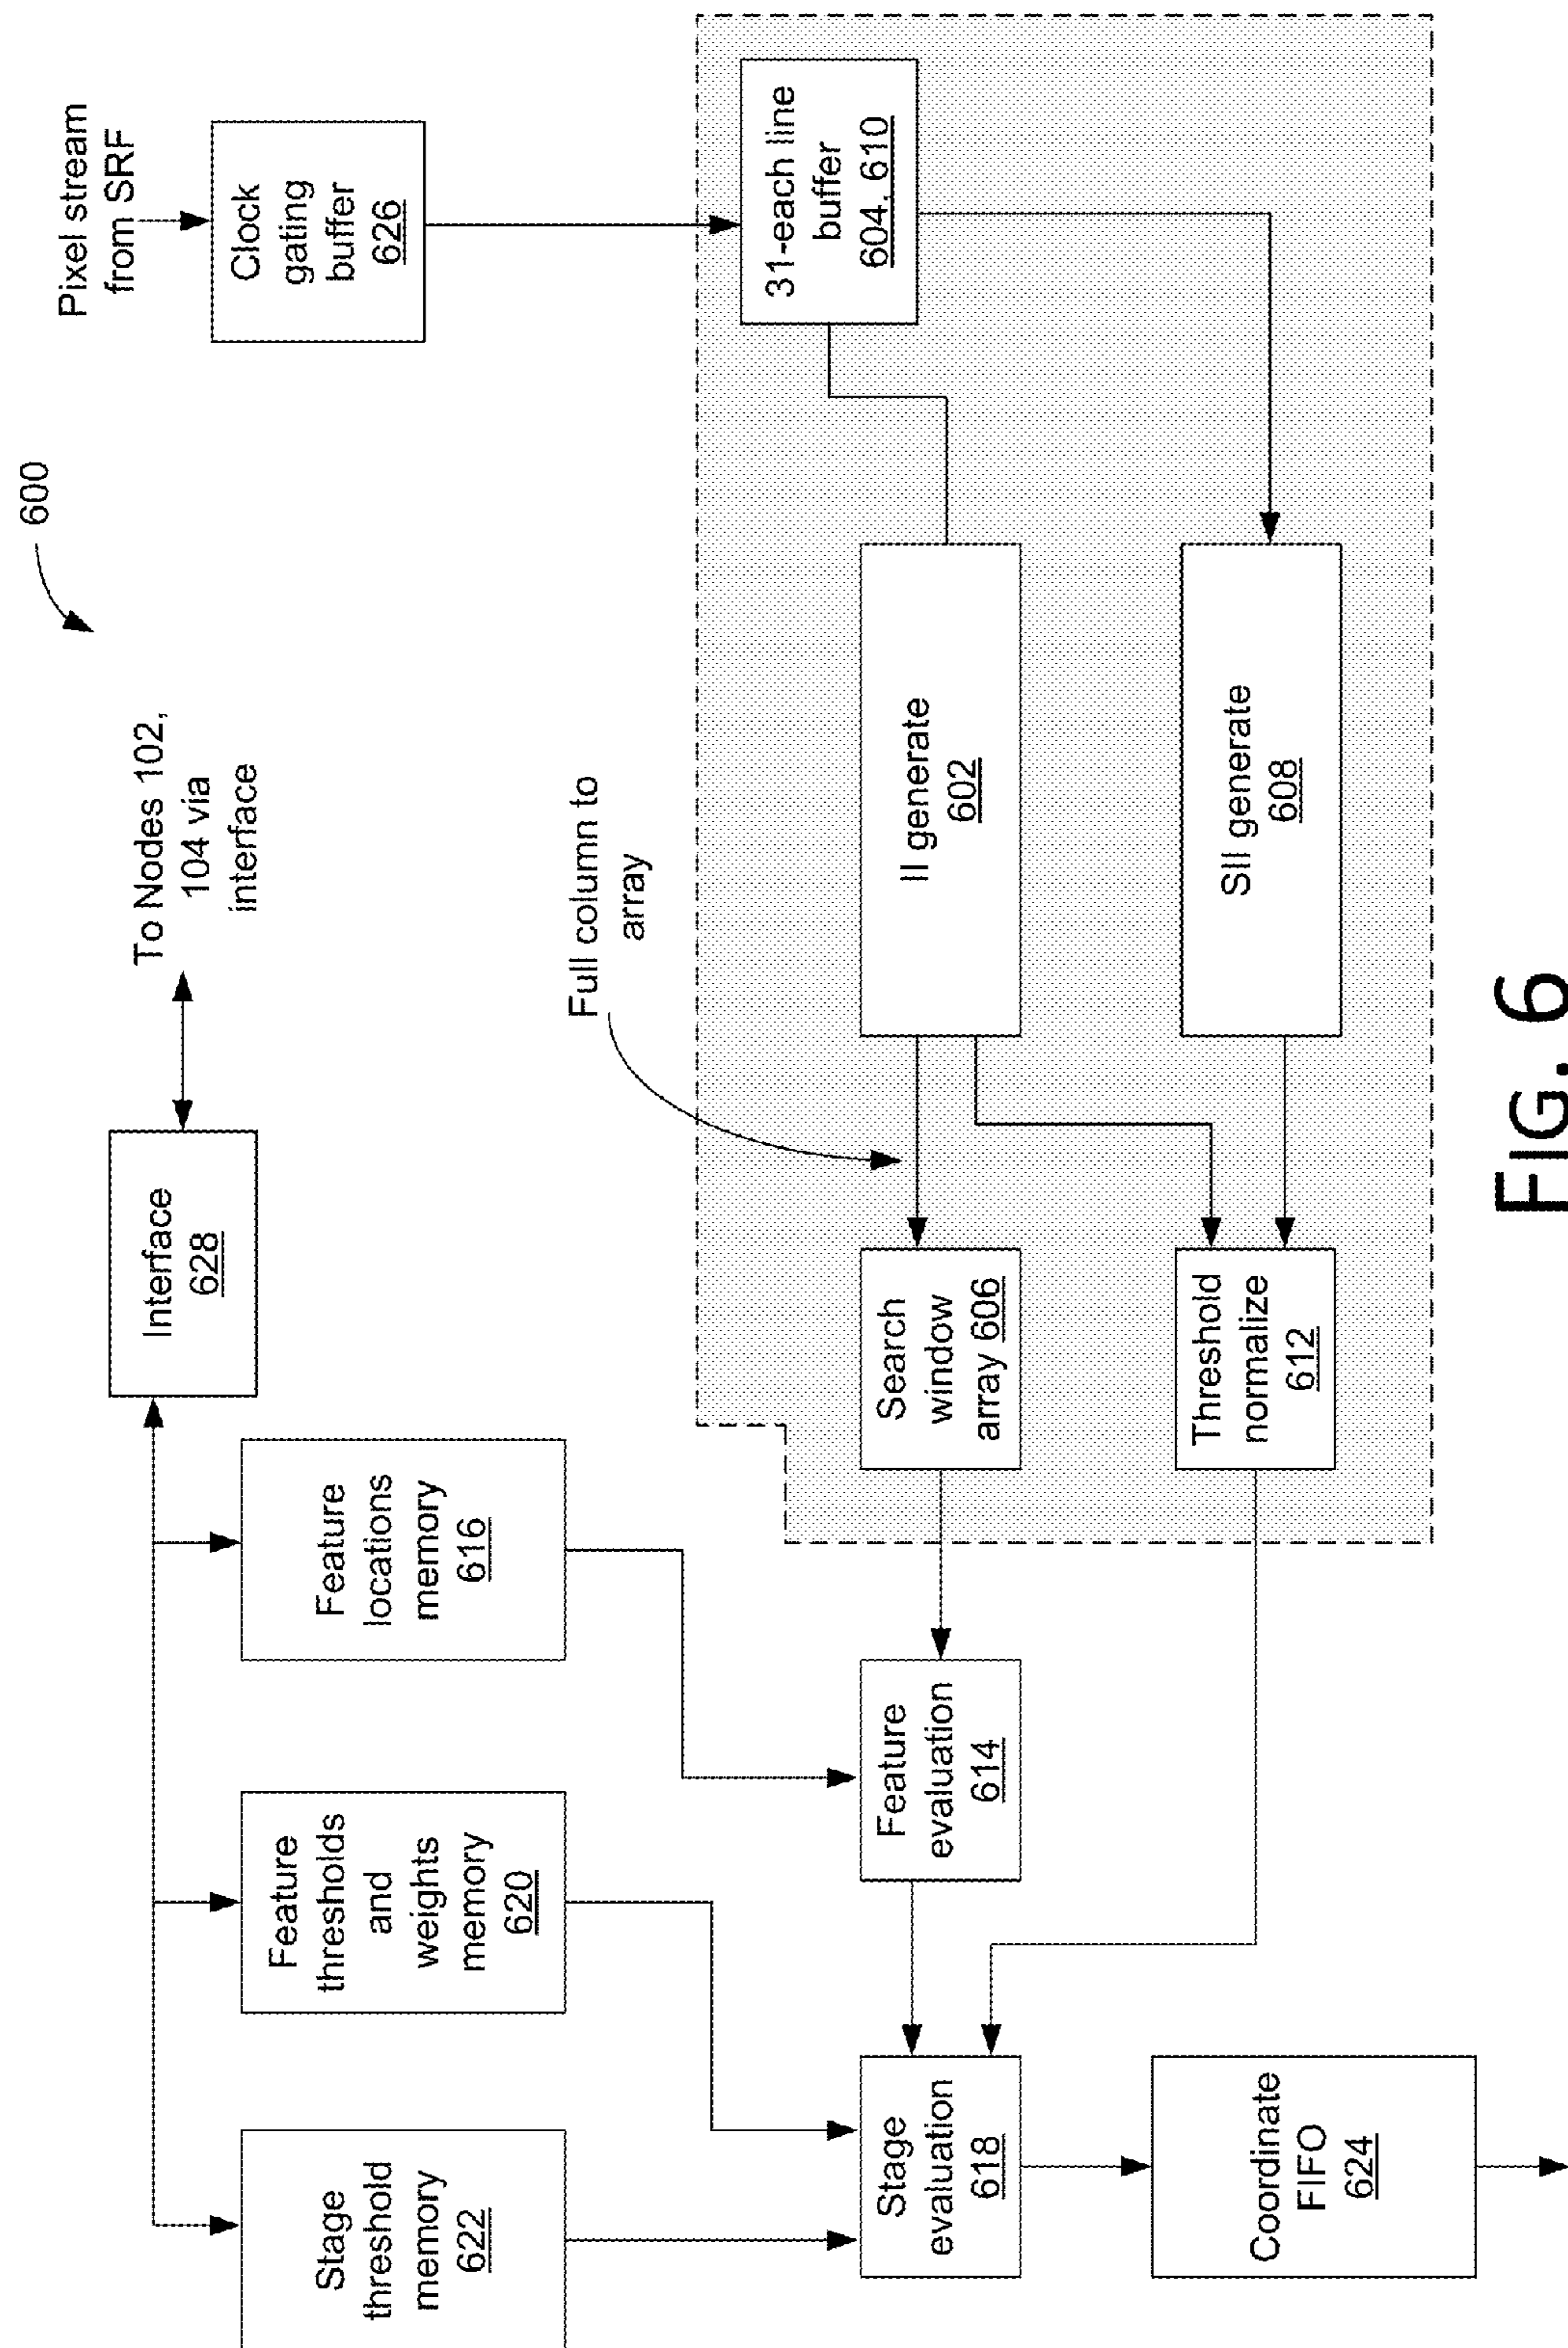 600
To Nodes 102,
104 via
interface
Interface
628
Pixel stream
from SRF
Clock
gating
buffer
626
Stage
threshold
memory
622
Feature
thresholds
and
weights
memory
620
Feature
locations
memory
616
Full column to
array
31-each line
buffer
604, 610
Stage
evaluation
618
Feature
evaluation
614
Search
window
array 606
II generate
602
Coordinate
FIFO
624
Threshold
normalize
612
SII generate
608
FIG. 6